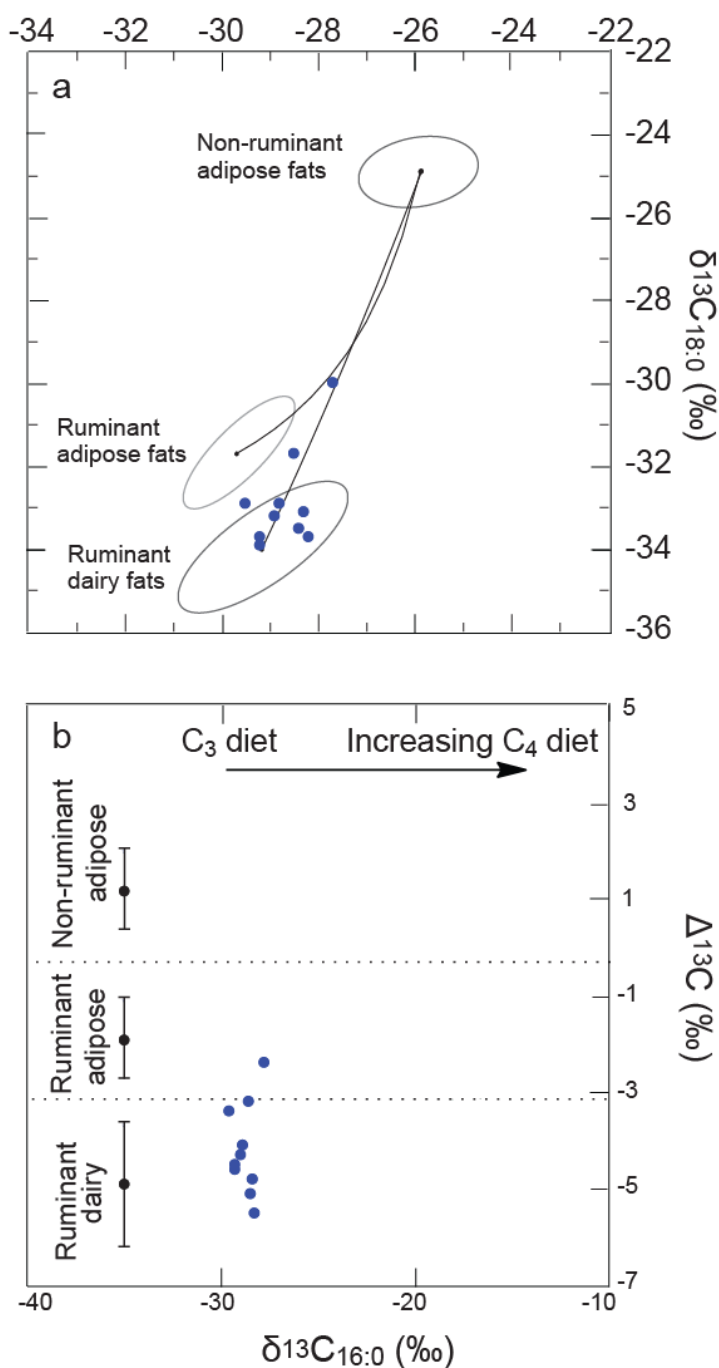 -34 -32 -30 -28 -26 -24 -22
a
-22
-24
-26
-28
-30
-32
-34
-36
δ13C18:0 (‰)
Non-ruminant
adipose fats
Ruminant
adipose fats
Ruminant
dairy fats
b
C3 diet
Increasing C4 diet
Non-ruminant
adipose
Ruminant
adipose
Ruminant
dairy
5
3
1
-1
-3
-5
-7
Δ13C (‰)
-40 -30 -20 -10
δ13C16:0 (‰)